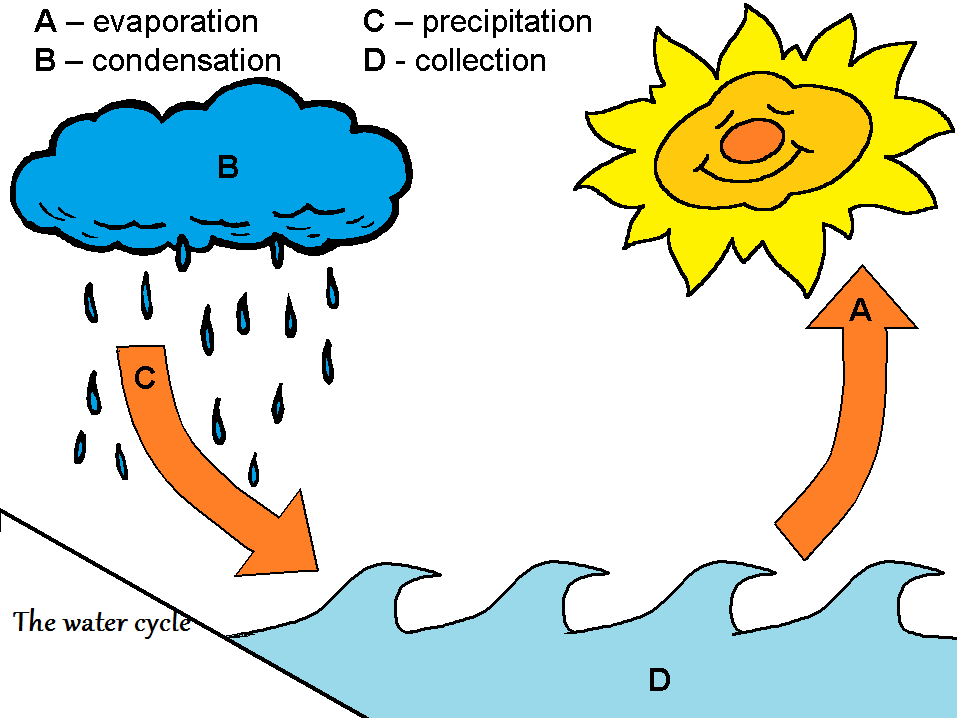 A – evaporation
B – condensation
C – precipitation
D - collection
B
A
C
The water cycle
D